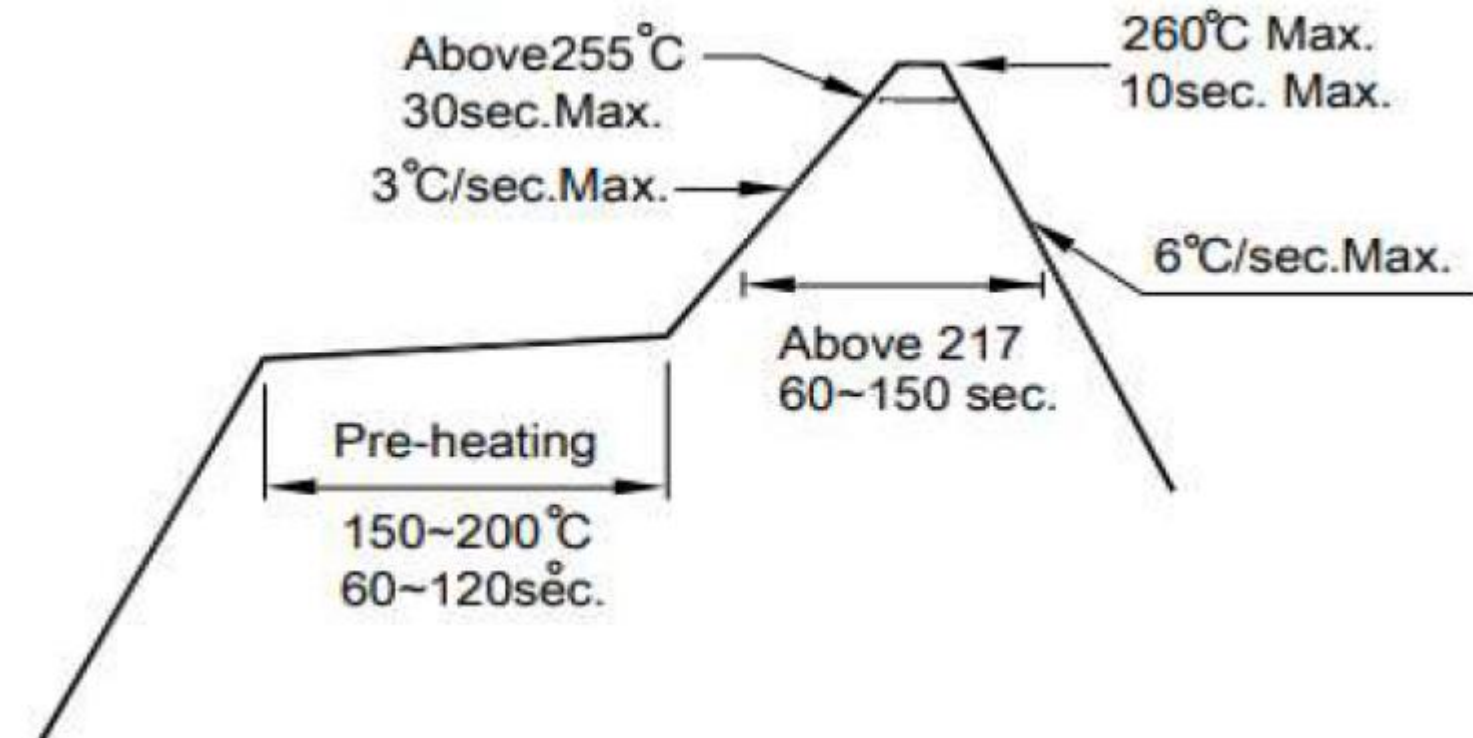 Above255°C
30sec.Max.
260°C Max.
10sec. Max.
3°C/sec.Max.
6°C/sec.Max.
Above 217
60~150 sec.
Pre-heating
150~200°C
60~120sec.